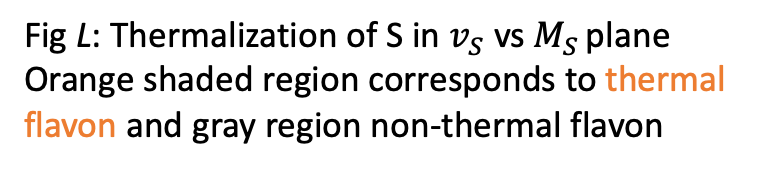 Fig L: Thermalization of S in v_S vs M_S plane
Orange shaded region corresponds to thermal
flavon and gray region non-thermal flavon